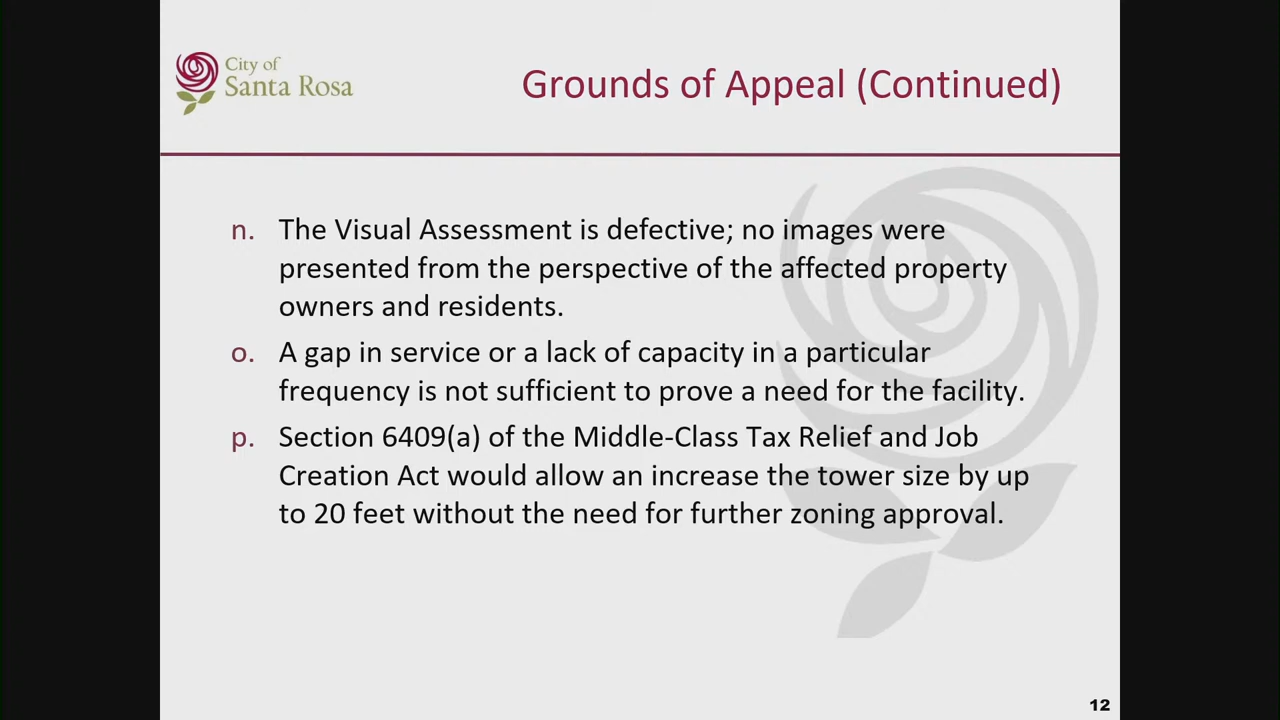 City of
Santa Rosa
Grounds of Appeal (Continued)
n. The Visual Assessment is defective; no images were
presented from the perspective of the affected property
owners and residents.
o. A gap in service or a lack of capacity in a particular
frequency is not sufficient to prove a need for the facility.
p. Section 6409(a) of the Middle-Class Tax Relief and Job
Creation Act would allow an increase the tower size by up
to 20 feet without the need for further zoning approval.
12